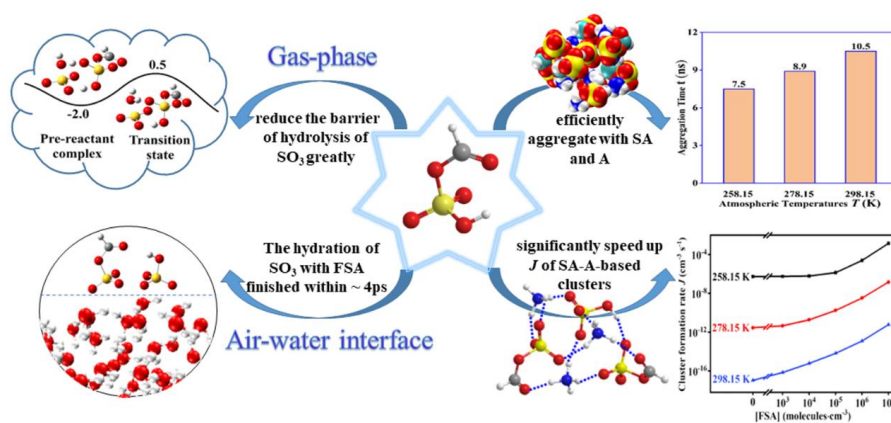 Gas-phase
0.5
-2.0
Pre-reactant
complex
Transition
state
reduce the barrier
of hydrolysis of
SO3 greatly
efficiently
aggregate with SA
and A
Aggregation Time t (ns)
12
9
6
3
0
7.5
8.9
10.5
258.15
278.15
298.15
Atmospheric Temperatures T (K)
The hydration of
SO3 with FSA
finished within ~ 4ps
Air-water interface
significantly speed up
J of SA-A-based
clusters
Cluster formation rate J (cm-3 s-1)
10-4
10-8
10-12
10-16
258.15 K
278.15 K
298.15 K
0
103
104
105
106
[FSA] (molecules·cm-3)